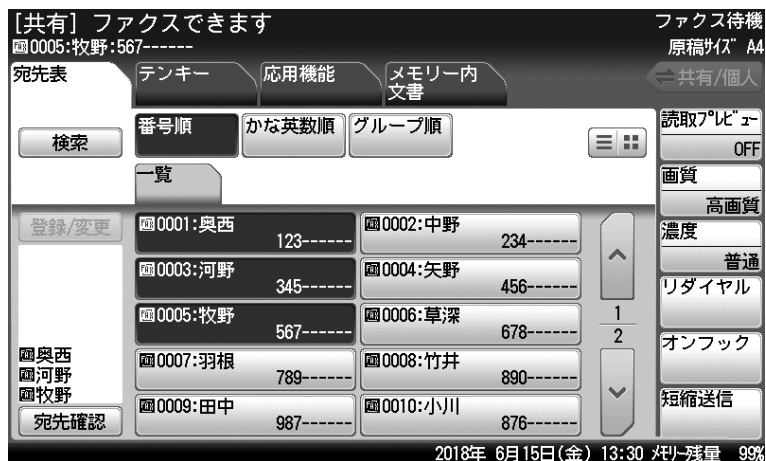 [共有] ファクスできます
ファクス待機
0005:牧野:567------
原稿サイズ A4
宛先表
テンキー
応用機能
メモリー内
文書
共有/個人
検索
番号順
かな英数順
グループ順
読取プレビュー
OFF
一覧
画質
高画質
登録/変更
0001:奥西
123------
0002:中野
234------
濃度
普通
0003:河野
345------
0004:矢野
456------
リダイヤル
0005:牧野
567------
0006:草深
678------
1
2
オンフック
奥西
河野
牧野
0007:羽根
789------
0008:竹井
890------
短縮送信
宛先確認
0009:田中
987------
0010:小川
876------
2018年 6月15日(金) 13:30 メモリー残量 99%